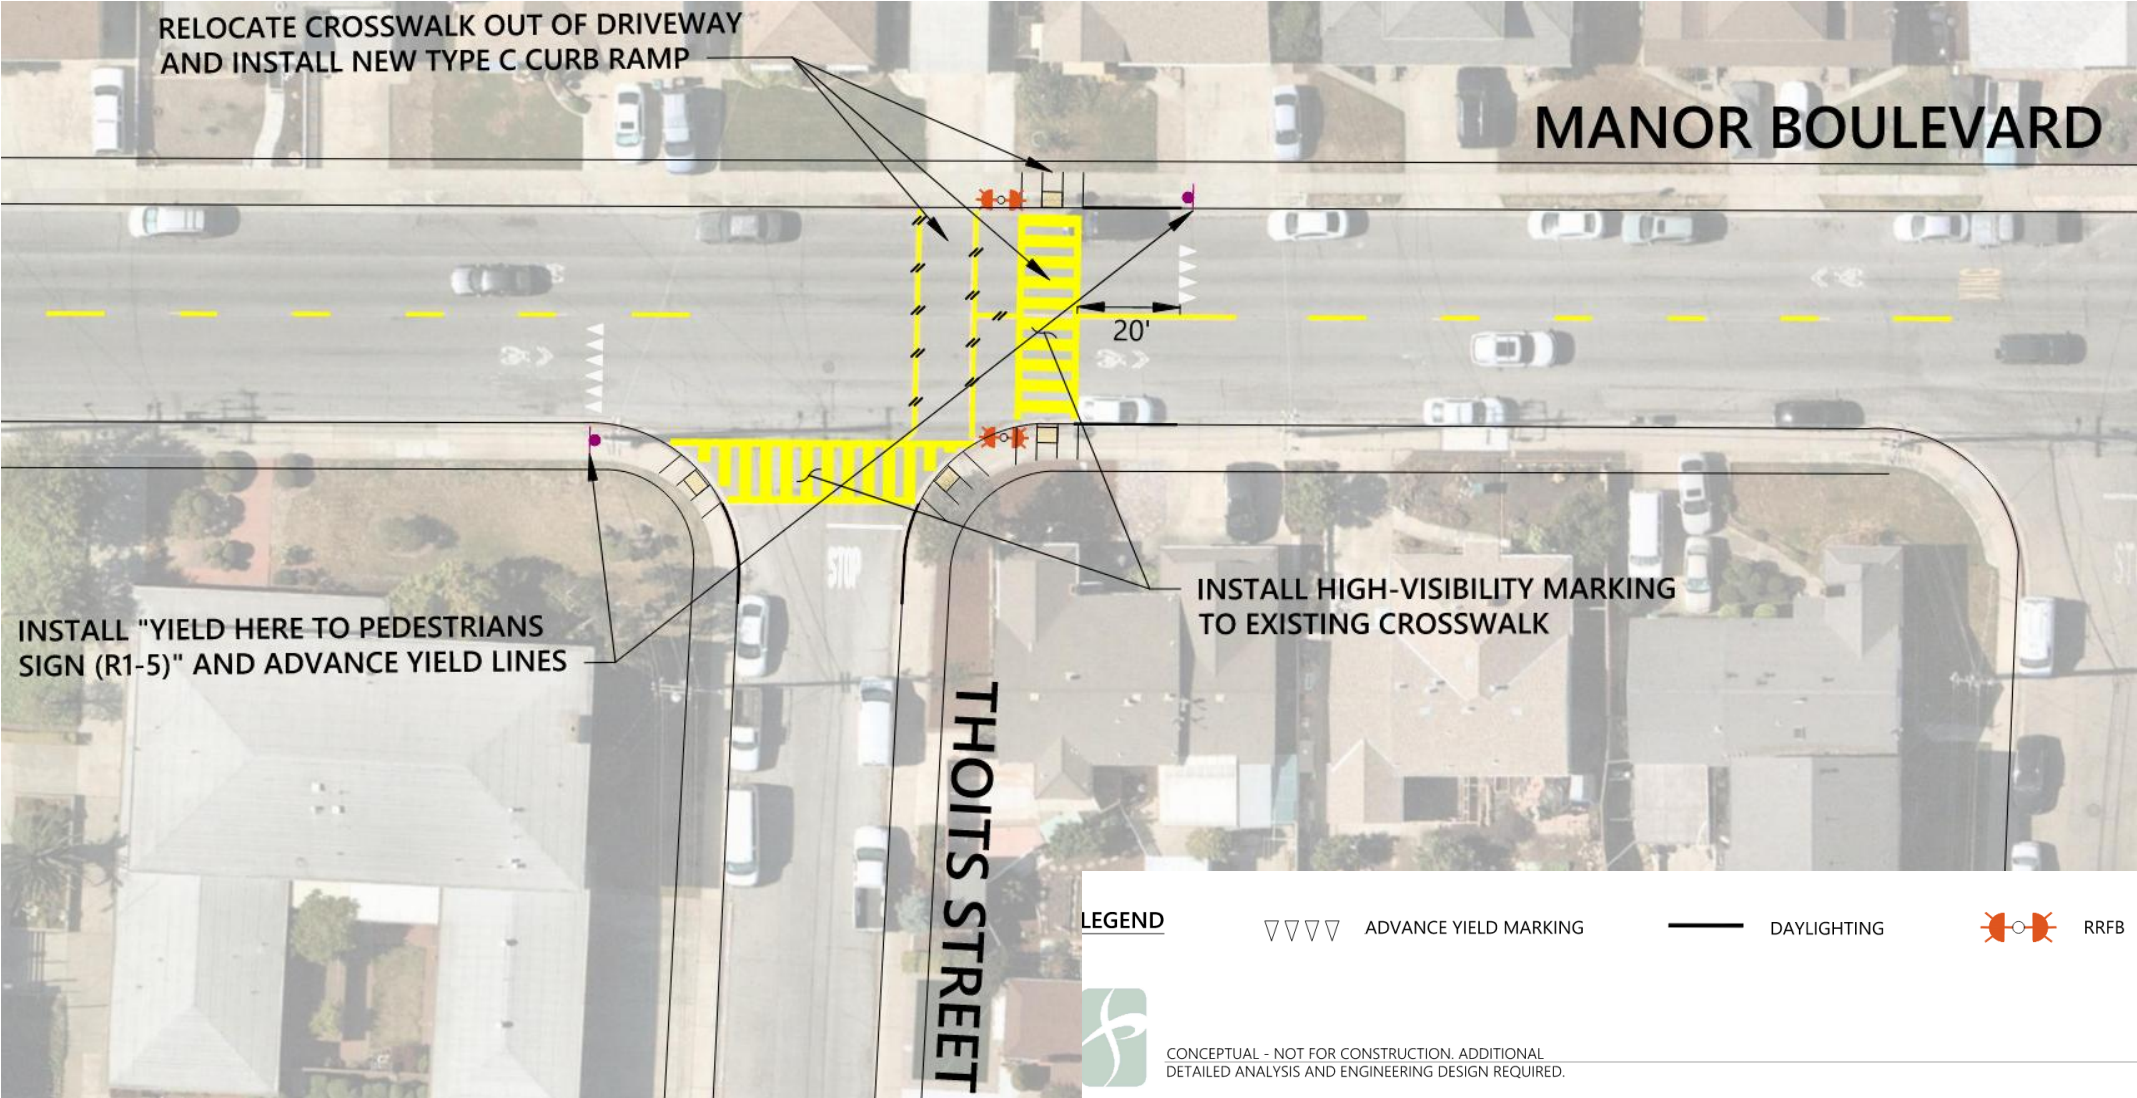 RELOCATE CROSSWALK OUT OF DRIVEWAY
AND INSTALL NEW TYPE C CURB RAMP
MANOR BOULEVARD
20'
STOP
INSTALL HIGH-VISIBILITY MARKING
TO EXISTING CROSSWALK
INSTALL "YIELD HERE TO PEDESTRIANS
SIGN (R1-5)" AND ADVANCE YIELD LINES
THOITS STREET
LEGEND
ADVANCE YIELD MARKING
DAYLIGHTING
RRFB
CONCEPTUAL - NOT FOR CONSTRUCTION. ADDITIONAL
DETAILED ANALYSIS AND ENGINEERING DESIGN REQUIRED.